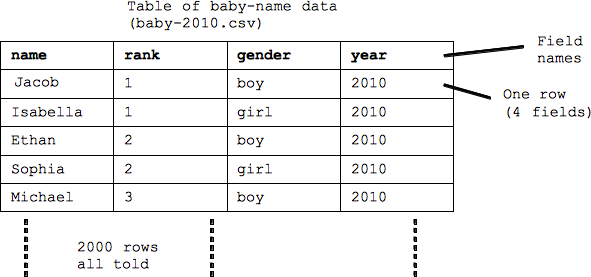 Table of baby-name data
(baby-2010.csv)
name rank gender year
Field
names
Jacob 1 boy 2010
One row
(4 fields)
Isabella 1 girl 2010
Ethan 2 boy 2010
Sophia 2 girl 2010
Michael 3 boy 2010
2000 rows
all told